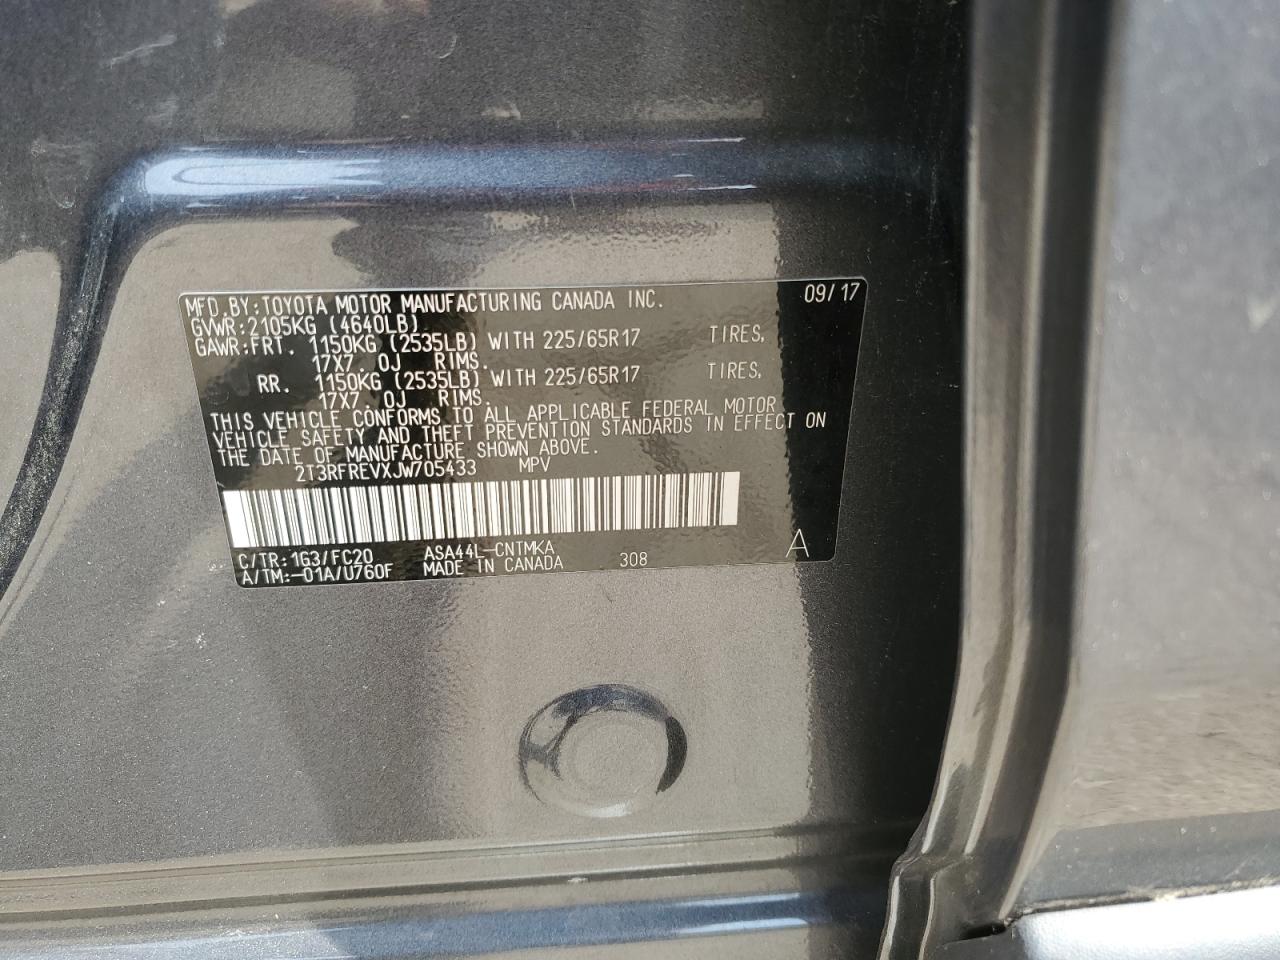 MFD.BY:TOYOTA MOTOR MANUFACTURING CANADA INC. 09/17
GVWR:2105KG (4640LB)
GAWR:FRT. 1150KG (2535LB) WITH 225/65R17 TIRES,
17X7.0J RIMS.
RR. 1150KG (2535LB) WITH 225/65R17 TIRES,
17X7.0J RIMS.
THIS VEHICLE CONFORMS TO ALL APPLICABLE FEDERAL MOTOR
VEHICLE SAFETY AND THEFT PREVENTION STANDARDS IN EFFECT ON
THE DATE OF MANUFACTURE SHOWN ABOVE.
2T3RFREVXJW705433 MPV
C/TR:1G3/FC20 ASA44L-CNTMKA 308 A
A/TM:-01A/U760F MADE IN CANADA